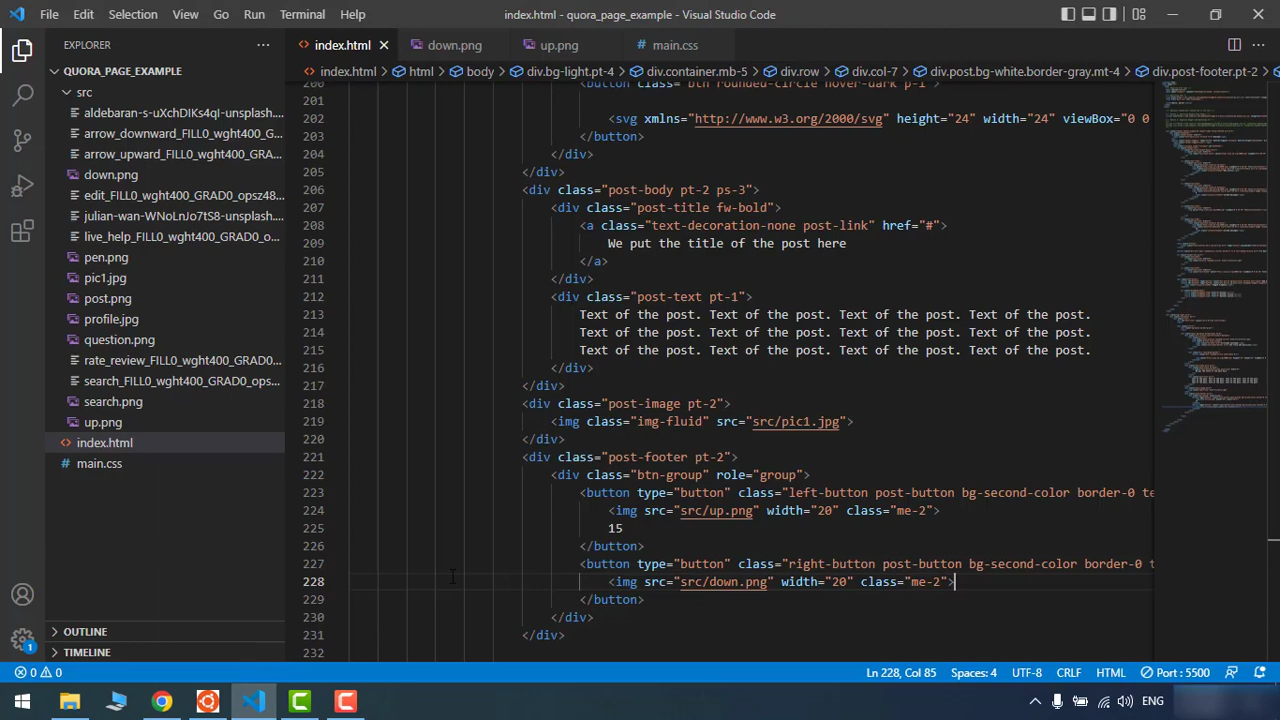 File Edit Selection View Go Run Terminal Help index.html - quora_page_example - Visual Studio Code
EXPLORER
index.html down.png up.png main.css
QUORA_PAGE_EXAMPLE
index.html html body div.bg-light.pt-4 div.container.mb-5 div.row div.col-7 div.post.bg-white.border-gray.mt-4 div.post-footer.pt-2
src
aldebaran-s-uXchDIKs4qI-unsplash...
arrow_downward_FILL0_wght400_G...
arrow_upward_FILL0_wght400_GRA...
down.png
edit_FILL0_wght400_GRAD0_opsz48...
julian-wan-WNoLnJo7tS8-unsplash...
live_help_FILL0_wght400_GRAD0_o...
pen.png
pic1.jpg
post.png
profile.jpg
question.png
rate_review_FILL0_wght400_GRAD0...
search_FILL0_wght400_GRAD0_ops...
search.png
up.png
index.html
main.css
OUTLINE
TIMELINE
200 <button class="btn rounded-circle hover-dark p-1">
201
202 <svg xmlns="http://www.w3.org/2000/svg" height="24" width="24" viewBox="0 0
203 </button>
204 </div>
205 </div>
206 <div class="post-body pt-2 ps-3">
207 <div class="post-title fw-bold">
208 <a class="text-decoration-none post-link" href="#">
209 We put the title of the post here
210 </a>
211 </div>
212 <div class="post-text pt-1">
213 Text of the post. Text of the post. Text of the post. Text of the post.
214 Text of the post. Text of the post. Text of the post. Text of the post.
215 Text of the post. Text of the post. Text of the post. Text of the post.
216 </div>
217 </div>
218 <div class="post-image pt-2">
219 <img class="img-fluid" src="src/pic1.jpg">
220 </div>
221 <div class="post-footer pt-2">
222 <div class="btn-group" role="group">
223 <button type="button" class="left-button post-button bg-second-color border-0 te
224 <img src="src/up.png" width="20" class="me-2">
225 15
226 </button>
227 <button type="button" class="right-button post-button bg-second-color border-0 t
228 <img src="src/down.png" width="20" class="me-2">
229 </button>
230 </div>
231 </div>
232
1
0 0 Ln 228, Col 85 Spaces: 4 UTF-8 CRLF HTML Port : 5500
ENG